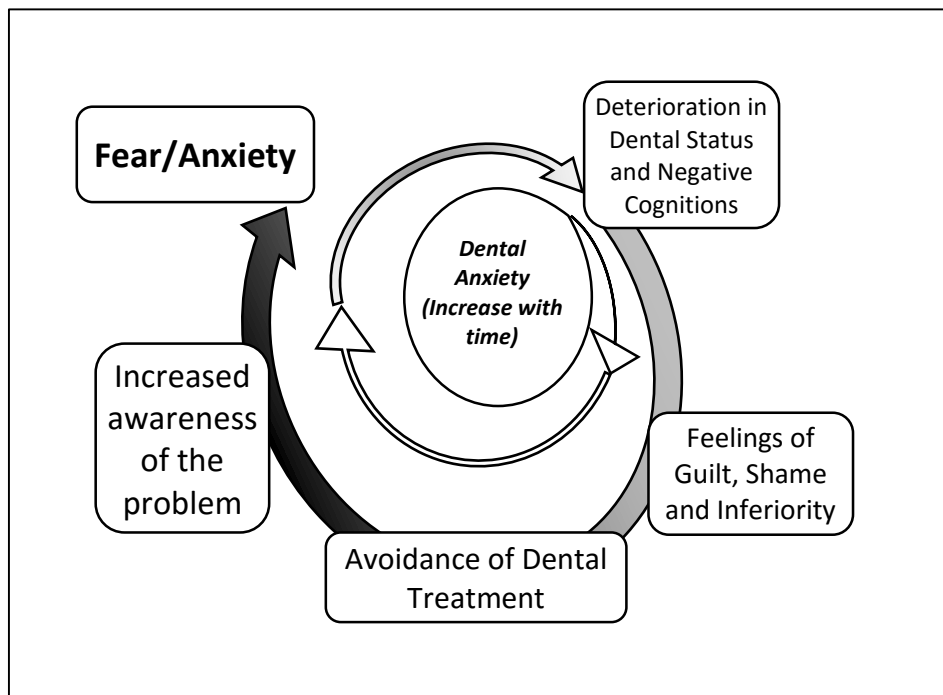 Fear/Anxiety
Deterioration in
Dental Status
and Negative
Cognitions
Dental
Anxiety
(Increase with
time)
Increased
awareness
of the
problem
Feelings of
Guilt, Shame
and Inferiority
Avoidance of Dental
Treatment